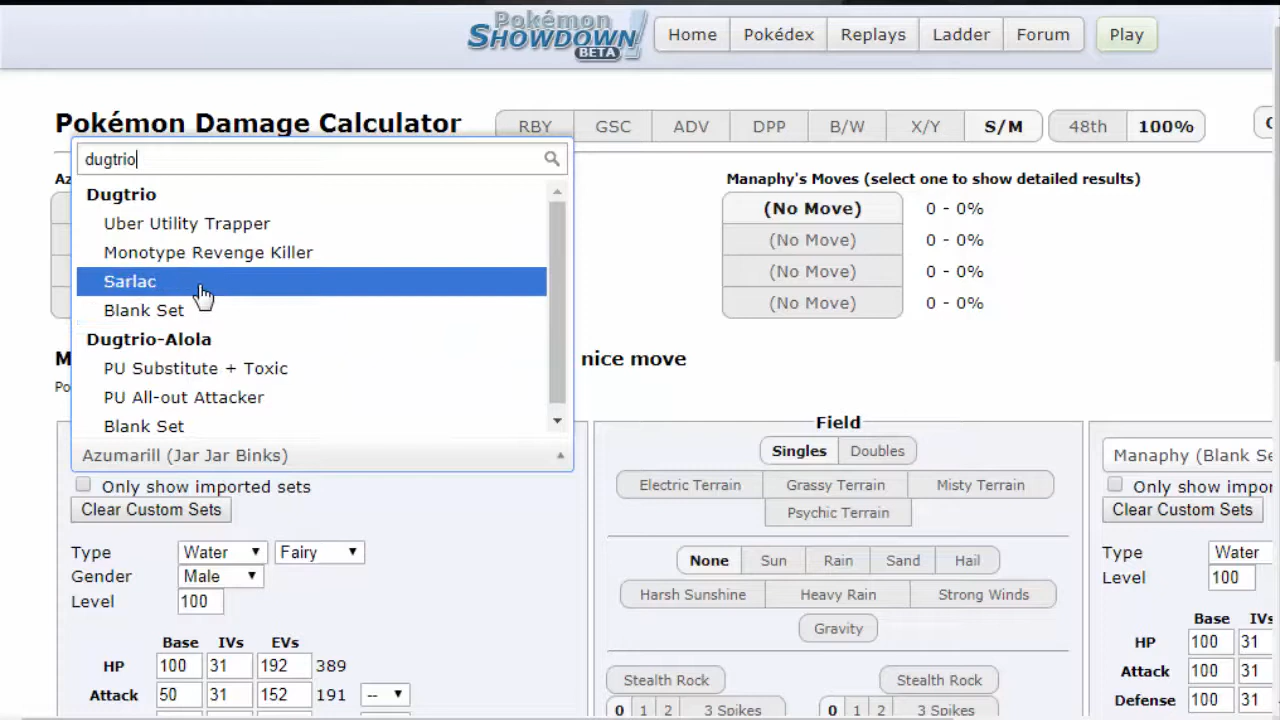 Pokémon
SHOWDOWN
BETA
Home
Pokédex
Replays
Ladder
Forum
Play
Pokémon Damage Calculator
RBY
GSC
ADV
DPP
B/W
X/Y
S/M
48th
100%
dugtrio
Dugtrio
Uber Utility Trapper
Monotype Revenge Killer
Sarlac
Blank Set
Dugtrio-Alola
PU Substitute + Toxic
PU All-out Attacker
Blank Set
Azumarill (Jar Jar Binks)
Manaphy's Moves (select one to show detailed results)
(No Move) 0 - 0%
(No Move) 0 - 0%
(No Move) 0 - 0%
(No Move) 0 - 0%
nice move
Only show imported sets
Clear Custom Sets
Type Water Fairy
Gender Male
Level 100
Base IVs EVs
HP 100 31 192 389
Attack 50 31 152 191 --
Field
Singles Doubles
Electric Terrain Grassy Terrain Misty Terrain
Psychic Terrain
None Sun Rain Sand Hail
Harsh Sunshine Heavy Rain Strong Winds
Gravity
Stealth Rock Stealth Rock
0 1 2 3 Spikes 0 1 2 3 Spikes
Manaphy (Blank Se
Only show impor
Clear Custom Sets
Type Water
Level 100
Base IVs
HP 100 31
Attack 100 31
Defense 100 31